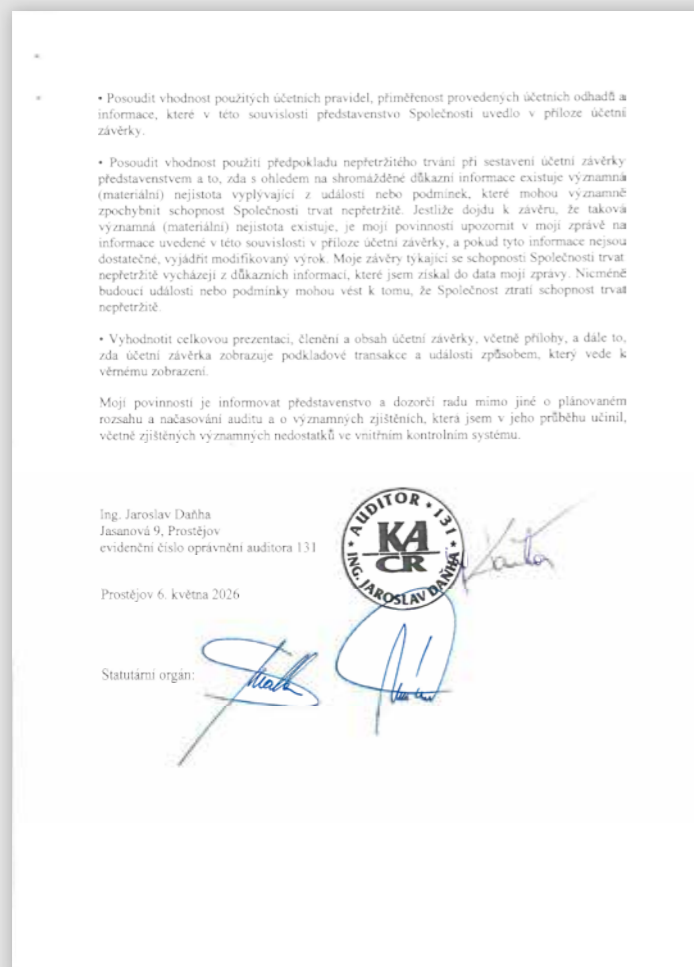 • Posoudit vhodnost použitých účetních pravidel, přiměřenost provedených účetních odhadů a
informace, které v této souvislosti představenstvo Společnosti uvedlo v příloze účetní
závěrky.
• Posoudit vhodnost použití předpokladu nepřetržitého trvání při sestavení účetní závěrky
představenstvem a to, zda s ohledem na shromážděné důkazní informace existuje významná
(materiální) nejistota vyplývající z událostí nebo podmínek, které mohou významně
zpochybnit schopnost Společnosti trvat nepřetržitě. Jestliže dojdu k závěru, že taková
významná (materiální) nejistota existuje, je mojí povinností upozornit v mojí zprávě na
informace uvedené v této souvislosti v příloze účetní závěrky, a pokud tyto informace nejsou
dostatečné, vyjádřit modifikovaný výrok. Moje závěry týkající se schopnosti Společnosti trvat
nepřetržitě vycházejí z důkazních informací, které jsem získal do data mojí zprávy. Nicméně
budoucí události nebo podmínky mohou vést k tomu, že Společnost ztratí schopnost trvat
nepřetržitě.
• Vyhodnotit celkovou prezentaci, členění a obsah účetní závěrky, včetně přílohy, a dále to,
zda účetní závěrka zobrazuje podkladové transakce a události způsobem, který vede k
věrnému zobrazení.
Mojí povinností je informovat představenstvo a dozorčí radu mimo jiné o plánovaném
rozsahu a načasování auditu a o významných zjištěních, která jsem v jeho průběhu učinil,
včetně zjištěných významných nedostatků ve vnitřním kontrolním systému.
Ing. Jaroslav Daňha
Jasanová 9, Prostějov
evidenční číslo oprávnění auditora 131
AUDITOR • 131
KA
ČR
ING. JAROSLAV DAŇHA
Prostějov 6. května 2026
Statutární orgán: